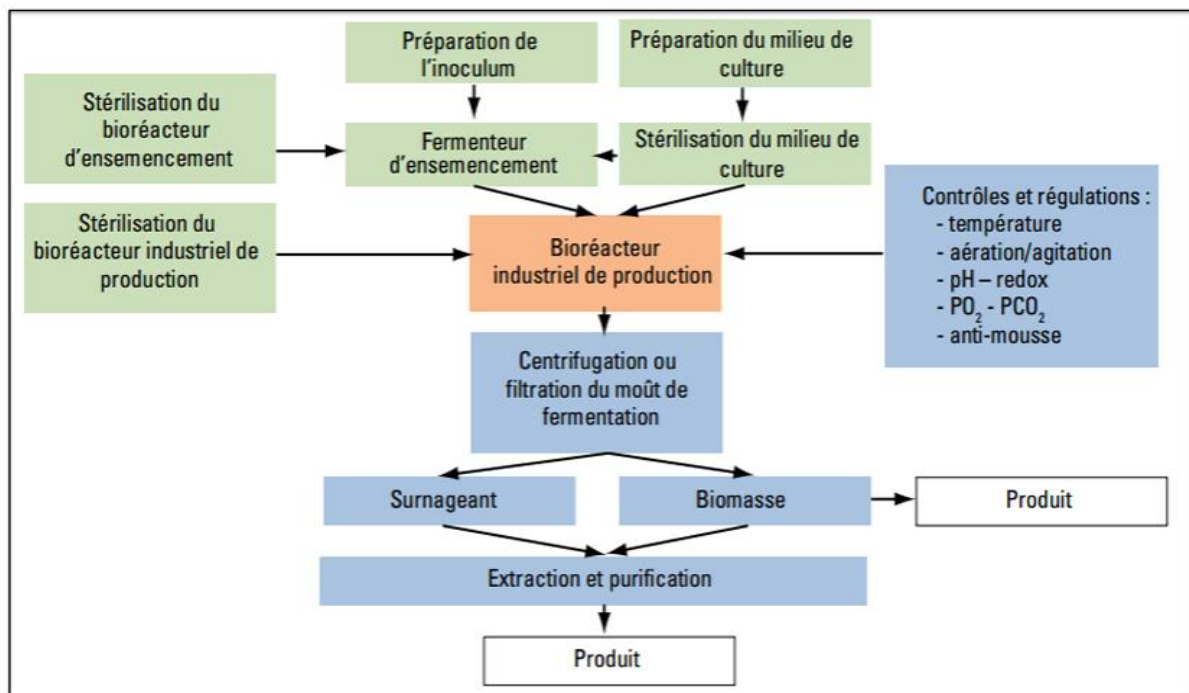 Préparation de
l'inoculum
Préparation du milieu de
culture
Stérilisation du
bioréacteur
d'ensemencement
Fermenteur
d'ensemencement
Stérilisation du milieu de
culture
Stérilisation du
bioréacteur industriel de
production
Bioréacteur
industriel de production
Contrôles et régulations :
- température
- aération/agitation
- pH – redox
- PO₂ - PCO₂
- anti-mousse
Centrifugation ou
filtration du moût de
fermentation
Surnageant
Biomasse
Produit
Extraction et purification
Produit